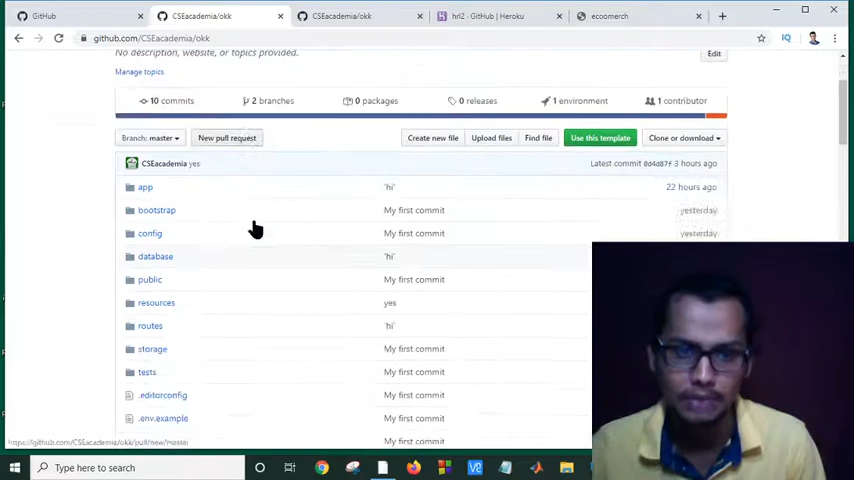 GitHub
CSEacademia/okk
CSEacademia/okk
hrl2 · GitHub | Heroku
ecoomerch
github.com/CSEacademia/okk
IQ
No description, website, or topics provided.
Edit
Manage topics
10 commits
2 branches
0 packages
0 releases
1 environment
1 contributor
Branch: master
New pull request
Create new file
Upload files
Find file
Use this template
Clone or download
CSEacademia yes
Latest commit 0d4d87f 3 hours ago
app 'hi' 22 hours ago
bootstrap My first commit yesterday
config My first commit yesterday
database 'hi'
public My first commit
resources yes
routes 'hi'
storage My first commit
tests My first commit
.editorconfig My first commit
.env.example My first commit
My first commit
https://github.com/CSEacademia/okk/pull/new/master
Type here to search
V2